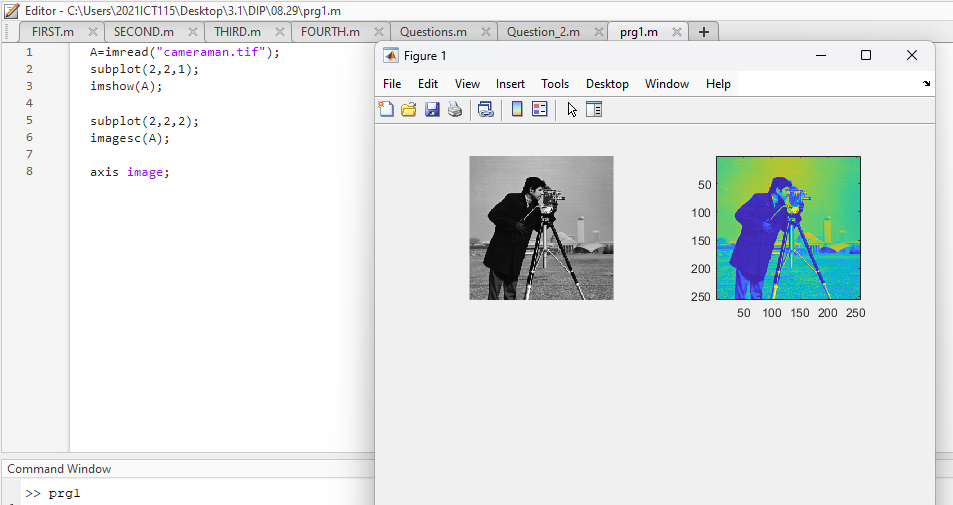 Editor - C:\Users\2021ICT115\Desktop\3.1\DIP\08.29\prg1.m
FIRST.m SECOND.m THIRD.m FOURTH.m Questions.m Question_2.m prg1.m
1 A=imread("cameraman.tif");
2 subplot(2,2,1);
3 imshow(A);
4
5 subplot(2,2,2);
6 imagesc(A);
7
8 axis image;
Figure 1
File Edit View Insert Tools Desktop Window Help
50
100
150
200
250
50 100 150 200 250
Command Window
>> prg1